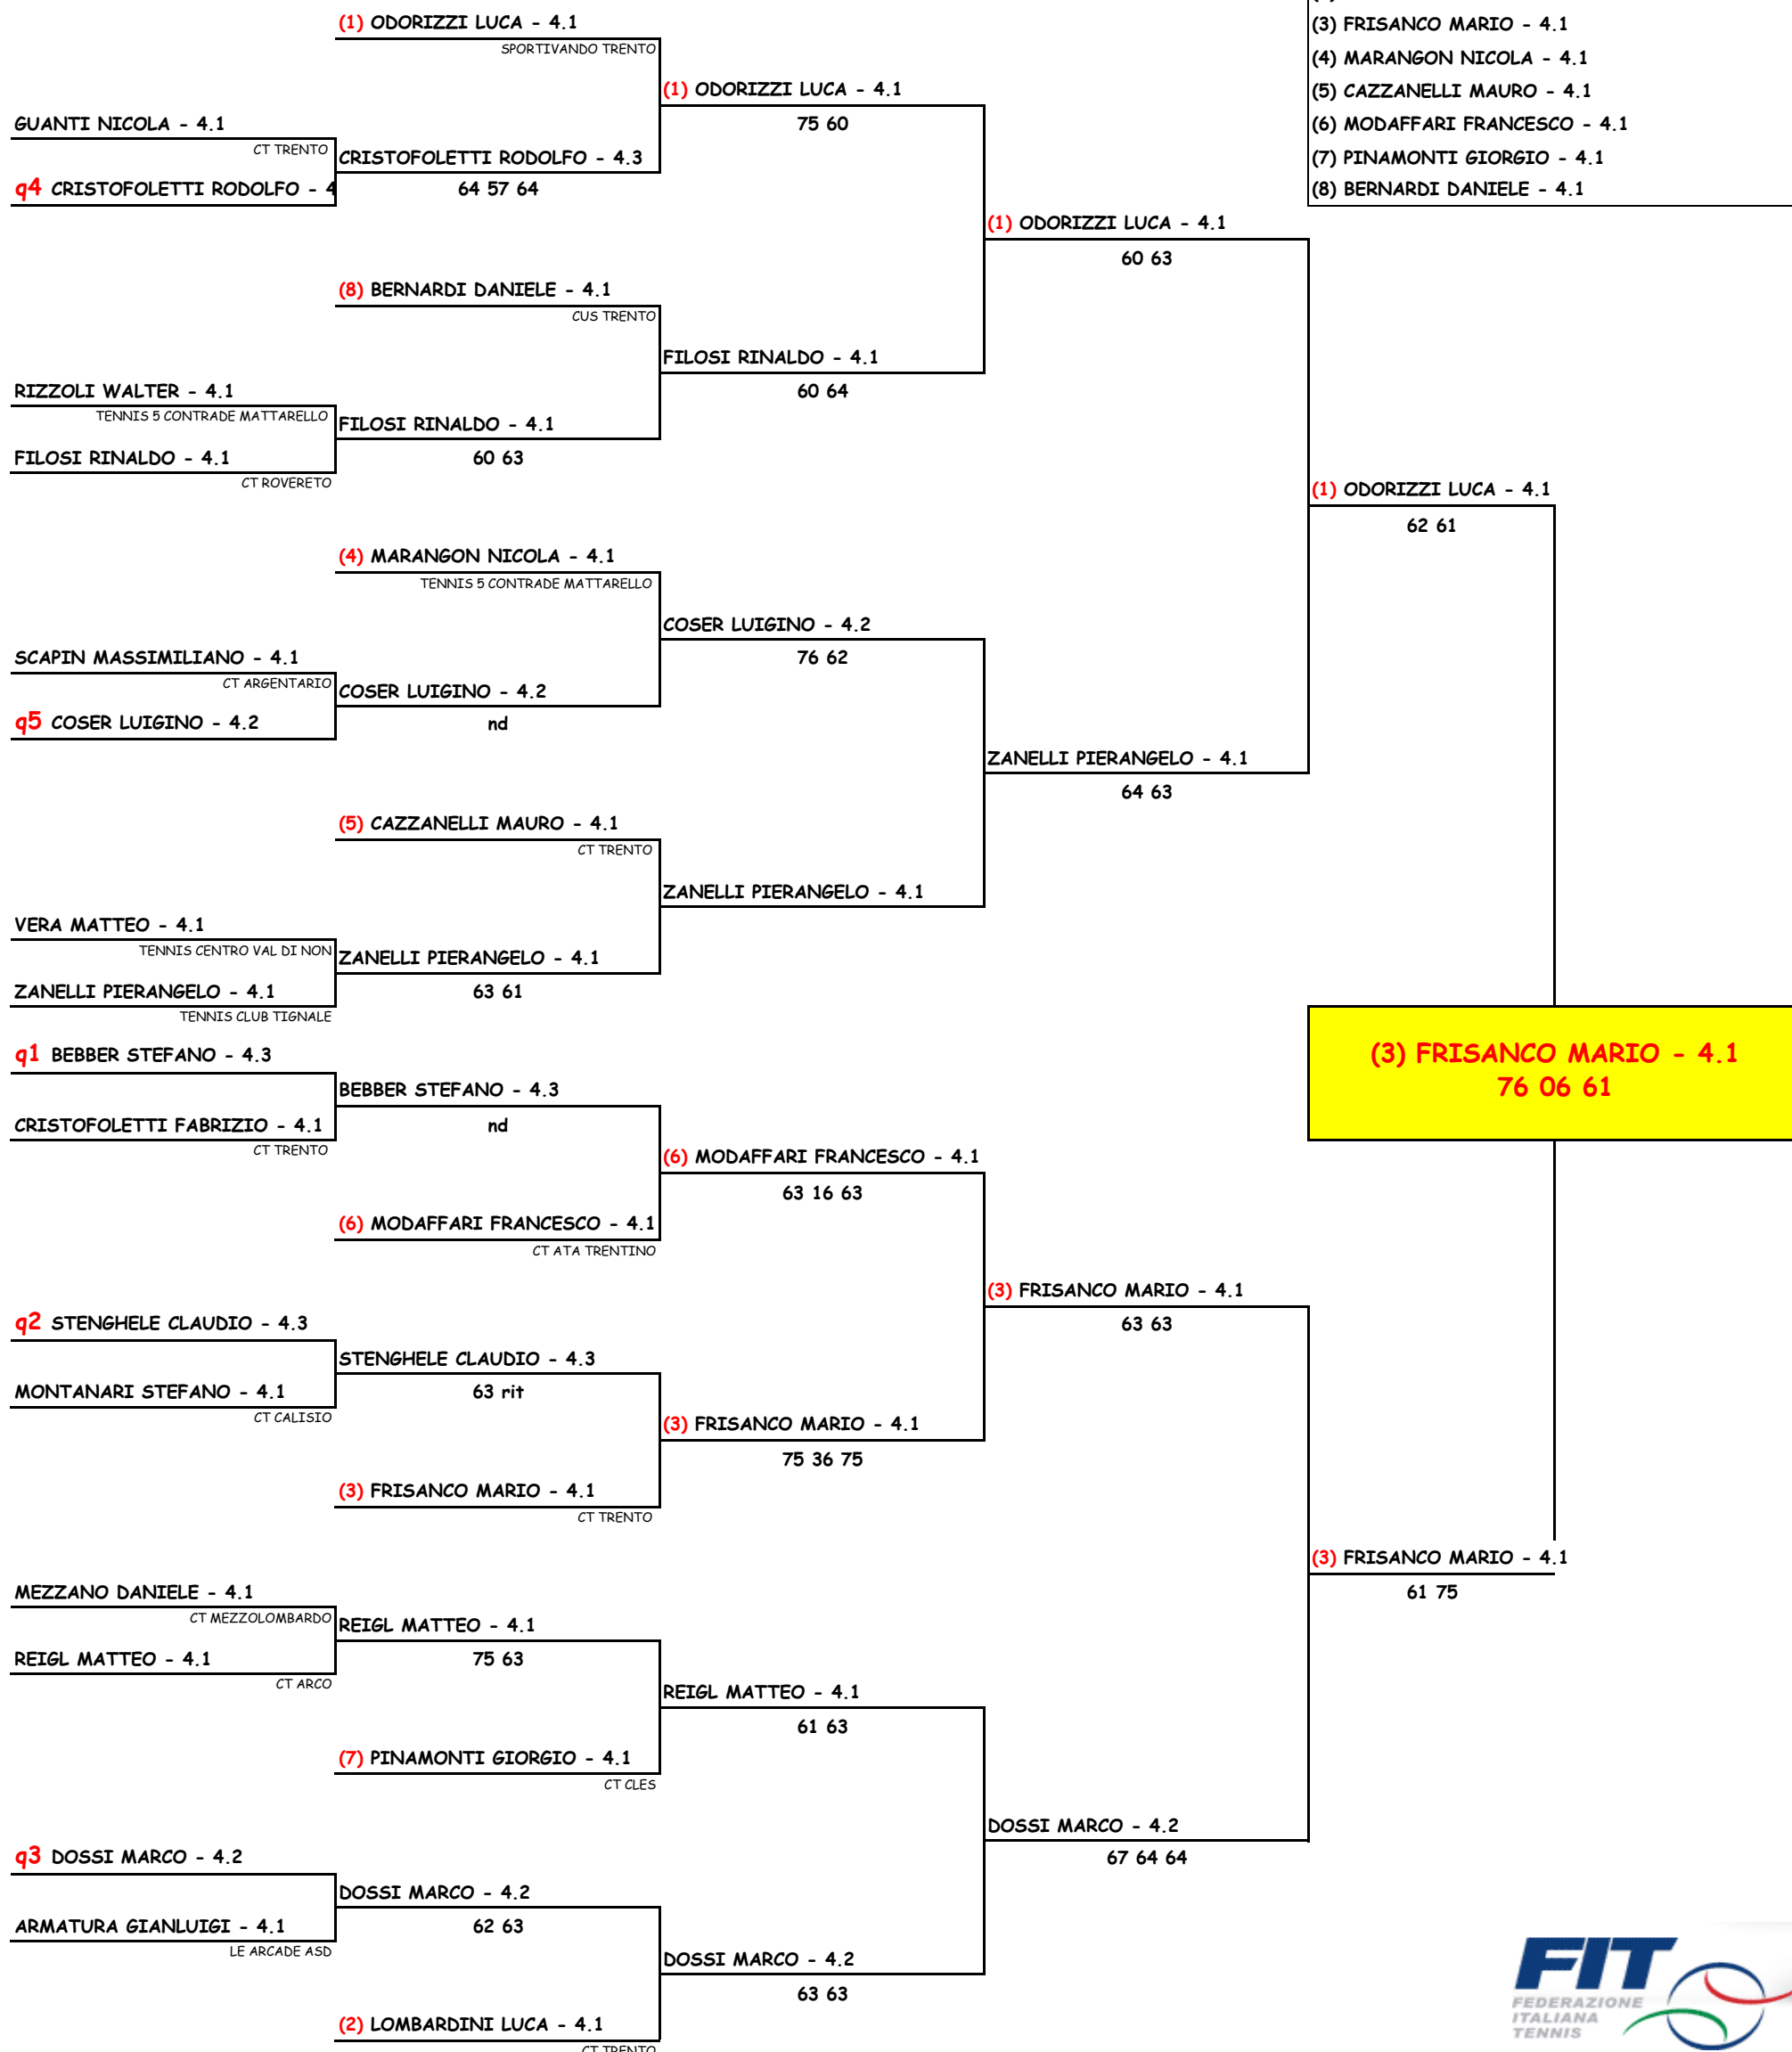 (1) ODORIZZI LUCA - 4.1
SPORTIVANDO TRENTO
(3) FRISANCO MARIO - 4.1
(4) MARANGON NICOLA - 4.1
(5) CAZZANELLI MAURO - 4.1
(6) MODAFFARI FRANCESCO - 4.1
(7) PINAMONTI GIORGIO - 4.1
(8) BERNARDI DANIELE - 4.1
(1) ODORIZZI LUCA - 4.1
75 60
GUANTI NICOLA - 4.1
CT TRENTO
CRISTOFOLETTI RODOLFO - 4.3
64 57 64
q4 CRISTOFOLETTI RODOLFO - 4
(1) ODORIZZI LUCA - 4.1
60 63
(8) BERNARDI DANIELE - 4.1
CUS TRENTO
FILOSI RINALDO - 4.1
60 64
RIZZOLI WALTER - 4.1
TENNIS 5 CONTRADE MATTARELLO
FILOSI RINALDO - 4.1
60 63
FILOSI RINALDO - 4.1
CT ROVERETO
(1) ODORIZZI LUCA - 4.1
62 61
(4) MARANGON NICOLA - 4.1
TENNIS 5 CONTRADE MATTARELLO
COSER LUIGINO - 4.2
76 62
SCAPIN MASSIMILIANO - 4.1
CT ARGENTARIO
COSER LUIGINO - 4.2
nd
q5 COSER LUIGINO - 4.2
ZANELLI PIERANGELO - 4.1
64 63
(5) CAZZANELLI MAURO - 4.1
CT TRENTO
ZANELLI PIERANGELO - 4.1
VERA MATTEO - 4.1
TENNIS CENTRO VAL DI NON
ZANELLI PIERANGELO - 4.1
63 61
ZANELLI PIERANGELO - 4.1
TENNIS CLUB TIGNALE
q1 BEBBER STEFANO - 4.3
(3) FRISANCO MARIO - 4.1
76 06 61
BEBBER STEFANO - 4.3
nd
CRISTOFOLETTI FABRIZIO - 4.1
CT TRENTO
(6) MODAFFARI FRANCESCO - 4.1
63 16 63
(6) MODAFFARI FRANCESCO - 4.1
CT ATA TRENTINO
(3) FRISANCO MARIO - 4.1
63 63
q2 STENGHELE CLAUDIO - 4.3
STENGHELE CLAUDIO - 4.3
63 rit
MONTANARI STEFANO - 4.1
CT CALISIO
(3) FRISANCO MARIO - 4.1
75 36 75
(3) FRISANCO MARIO - 4.1
CT TRENTO
(3) FRISANCO MARIO - 4.1
61 75
MEZZANO DANIELE - 4.1
CT MEZZOLOMBARDO
REIGL MATTEO - 4.1
75 63
REIGL MATTEO - 4.1
CT ARCO
REIGL MATTEO - 4.1
61 63
(7) PINAMONTI GIORGIO - 4.1
CT CLES
DOSSI MARCO - 4.2
67 64 64
q3 DOSSI MARCO - 4.2
DOSSI MARCO - 4.2
62 63
ARMATURA GIANLUIGI - 4.1
LE ARCADE ASD
DOSSI MARCO - 4.2
63 63
(2) LOMBARDINI LUCA - 4.1
CT TRENTO
FIT
FEDERAZIONE
ITALIANA
TENNIS